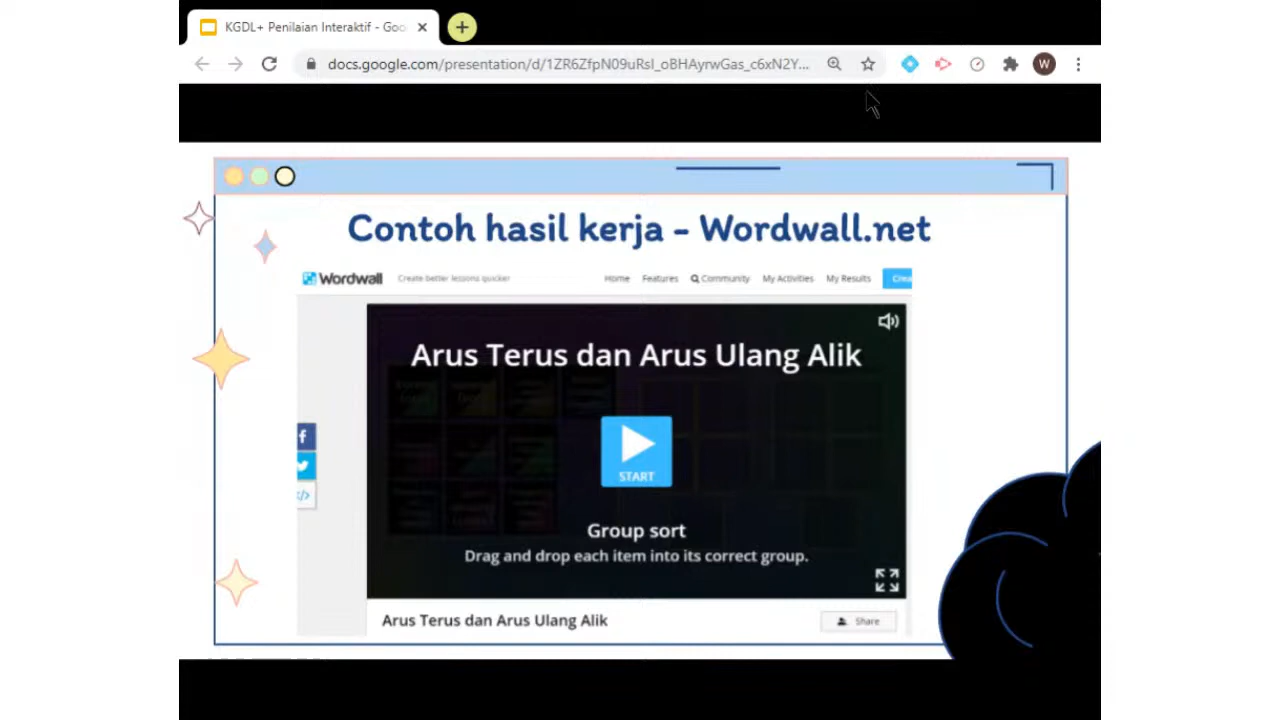 KGDL+ Penilaian Interaktif - Goo
docs.google.com/presentation/d/1ZR6ZfpN09uRsI_oBHAyrwGas_c6xN2Y...
W
Contoh hasil kerja - Wordwall.net
Wordwall Create better lessons quicker Home Features Community My Activities My Results Crea
Arus Terus dan Arus Ulang Alik
START
Group sort
Drag and drop each item into its correct group.
Arus Terus dan Arus Ulang Alik Share